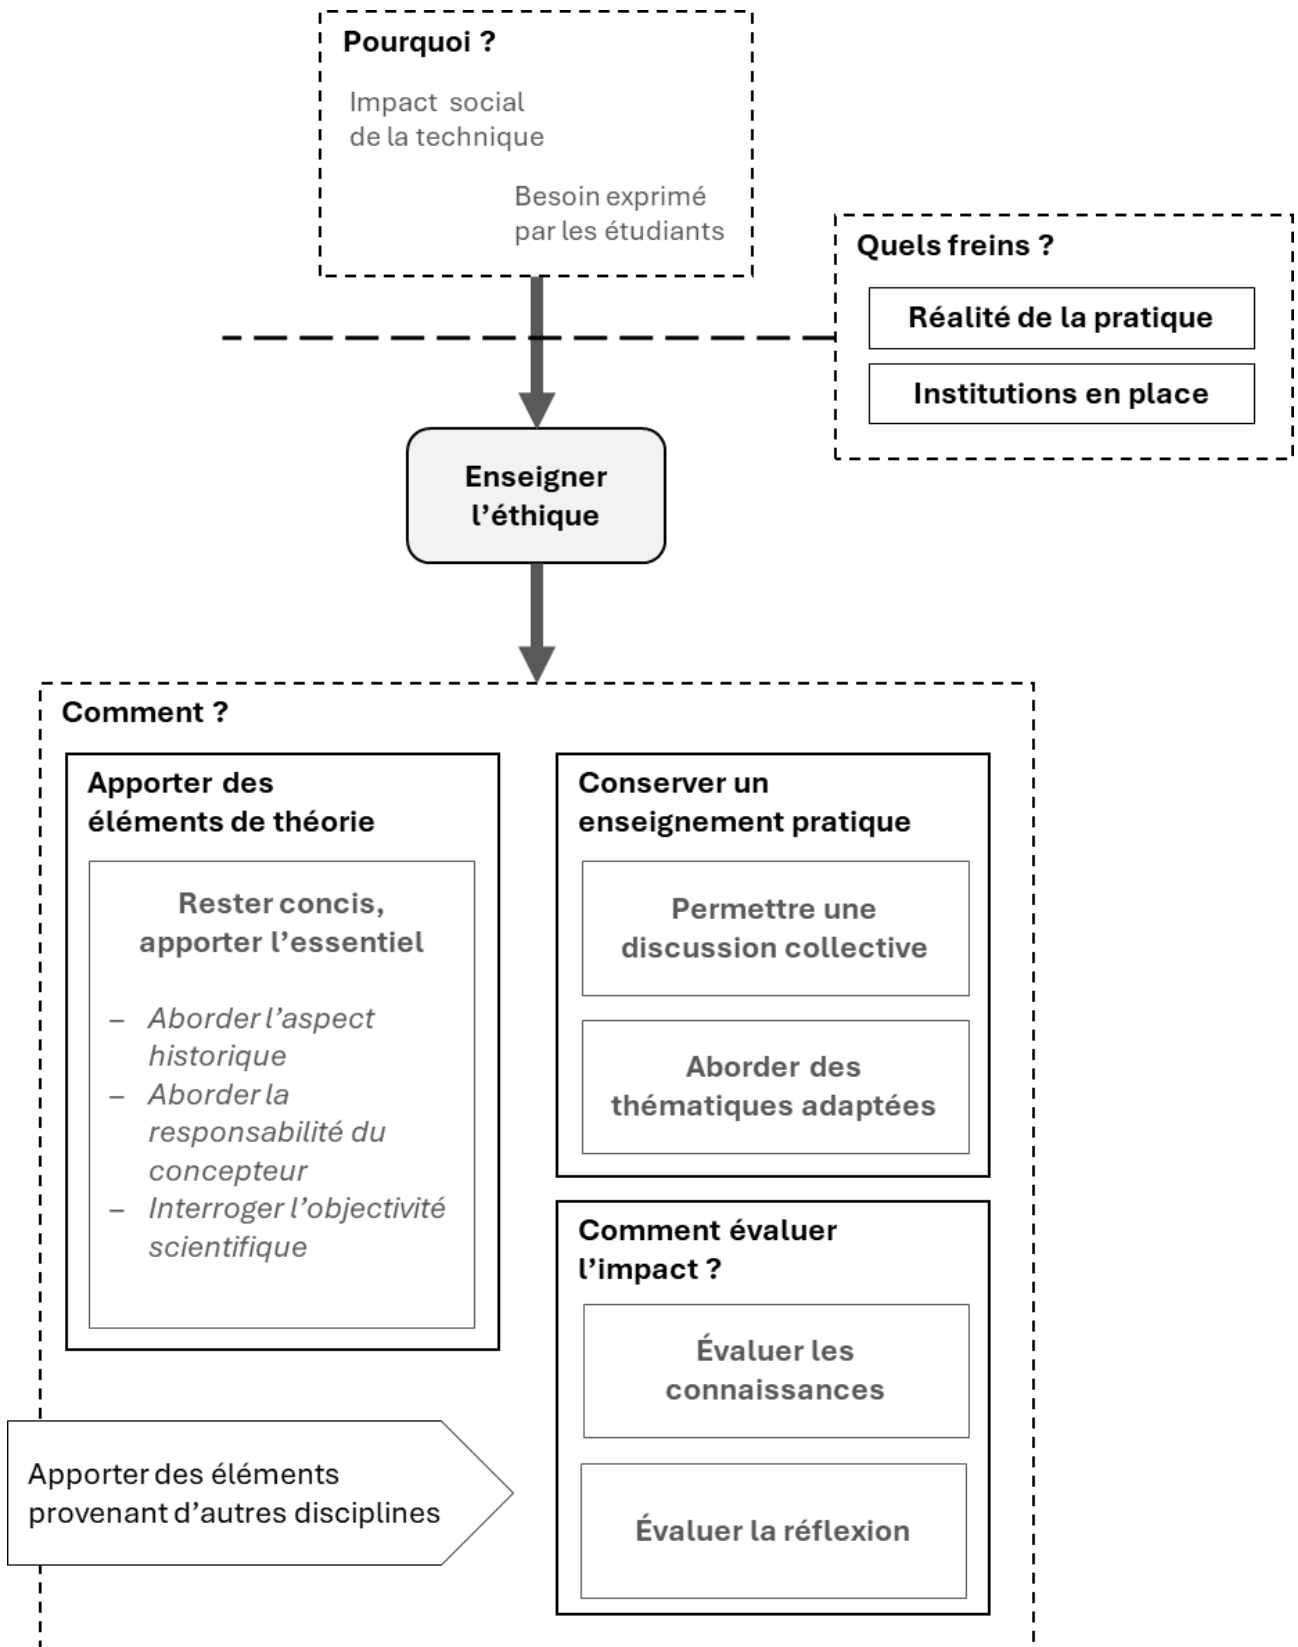 Pourquoi ?
Impact social
de la technique
Besoin exprimé
par les étudiants
Quels freins ?
Réalité de la pratique
Institutions en place
Enseigner
l’éthique
Comment ?
Apporter des
éléments de théorie
Rester concis,
apporter l’essentiel
– Aborder l’aspect
historique
– Aborder la
responsabilité du
concepteur
– Interroger l’objectivité
scientifique
Conserver un
enseignement pratique
Permettre une
discussion collective
Aborder des
thématiques adaptées
Comment évaluer
l’impact ?
Évaluer les
connaissances
Évaluer la réflexion
Apporter des éléments
provenant d’autres disciplines